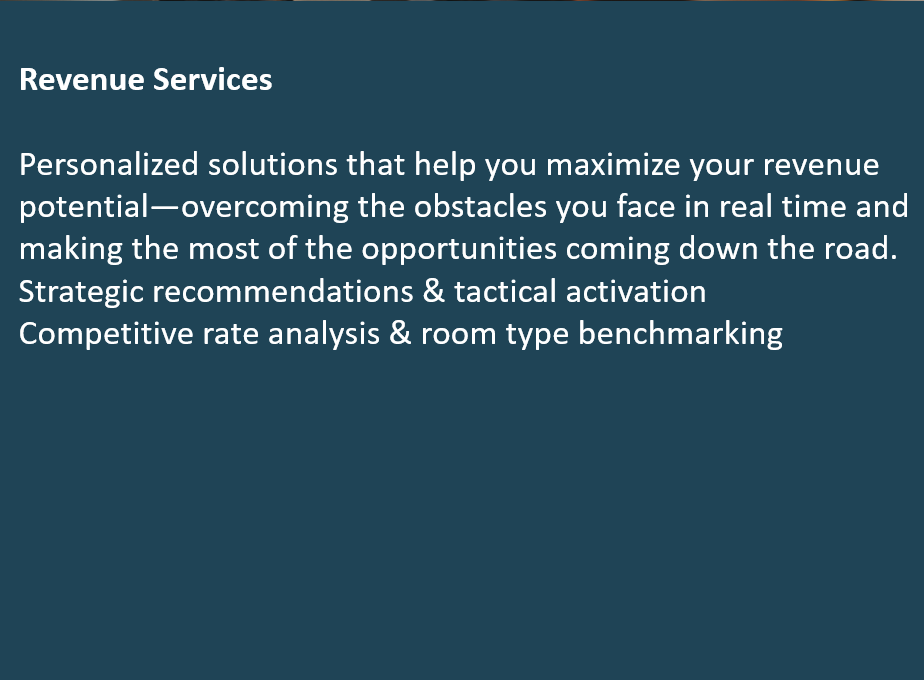 Revenue Services
Personalized solutions that help you maximize your revenue
potential—overcoming the obstacles you face in real time and
making the most of the opportunities coming down the road.
Strategic recommendations & tactical activation
Competitive rate analysis & room type benchmarking